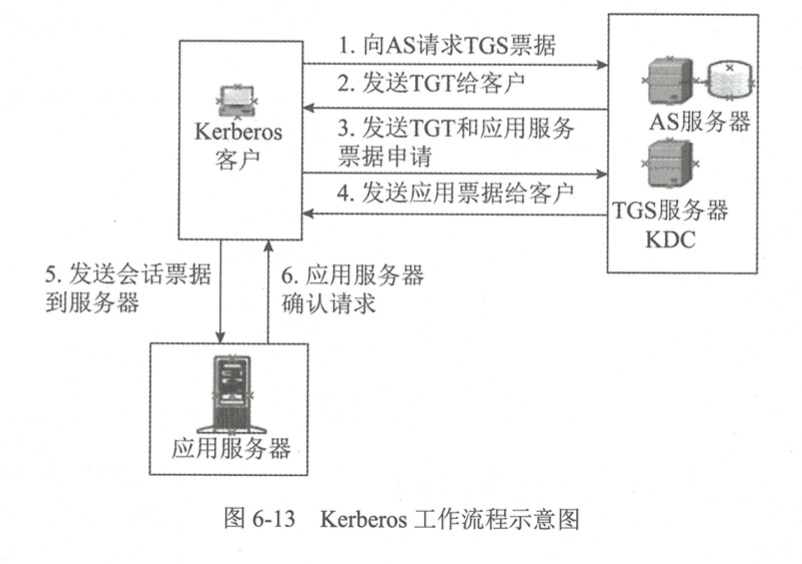 1. 向AS请求TGS票据
2. 发送TGT给客户
3. 发送TGT和应用服务
票据申请
4. 发送应用票据给客户
Kerberos
客户
AS服务器
TGS服务器
KDC
5. 发送会话票据
到服务器
6. 应用服务器
确认请求
应用服务器
图 6-13 Kerberos 工作流程示意图